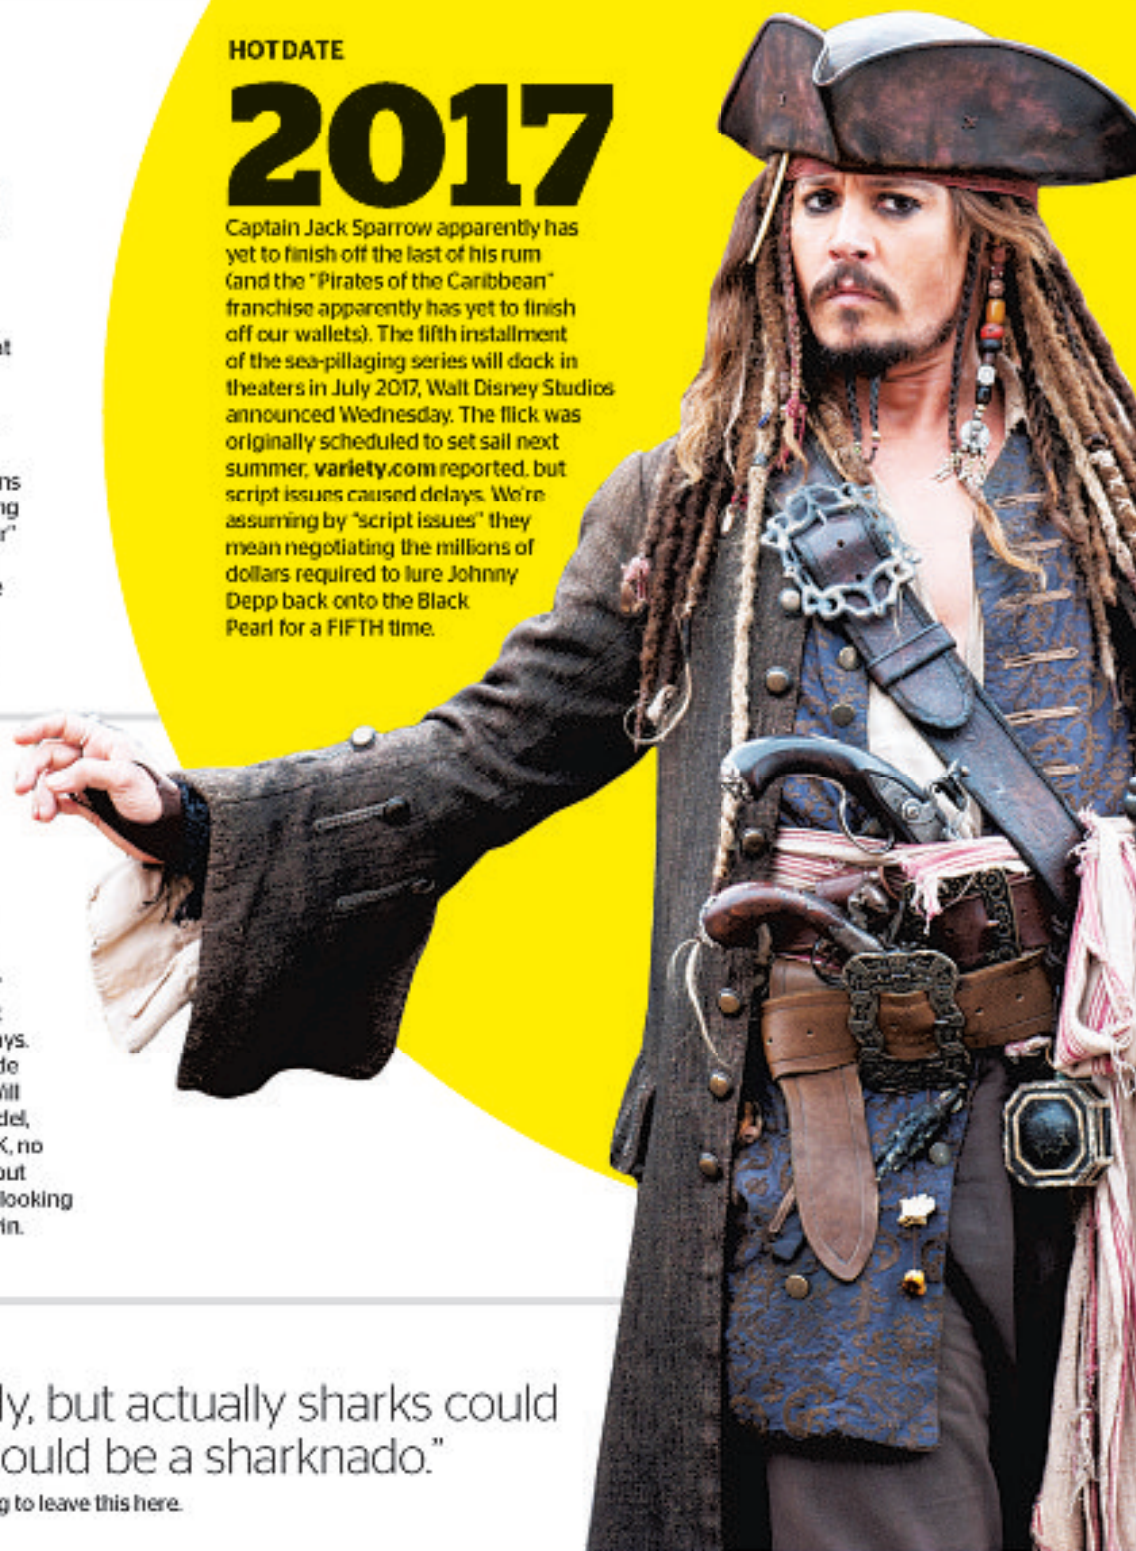 HOT DATE
2017
Captain Jack Sparrow apparently has
yet to finish off the last of his rum
(and the "Pirates of the Caribbean"
franchise apparently has yet to finish
off our wallets). The fifth installment
of the sea-pillaging series will dock in
theaters in July 2017, Walt Disney Studios
announced Wednesday. The flick was
originally scheduled to set sail next
summer, variety.com reported, but
script issues caused delays. We're
assuming by "script issues" they
mean negotiating the millions of
dollars required to lure Johnny
Depp back onto the Black
Pearl for a FIFTH time.
no
looking
but actually sharks could
be a sharknado."
to leave this here.